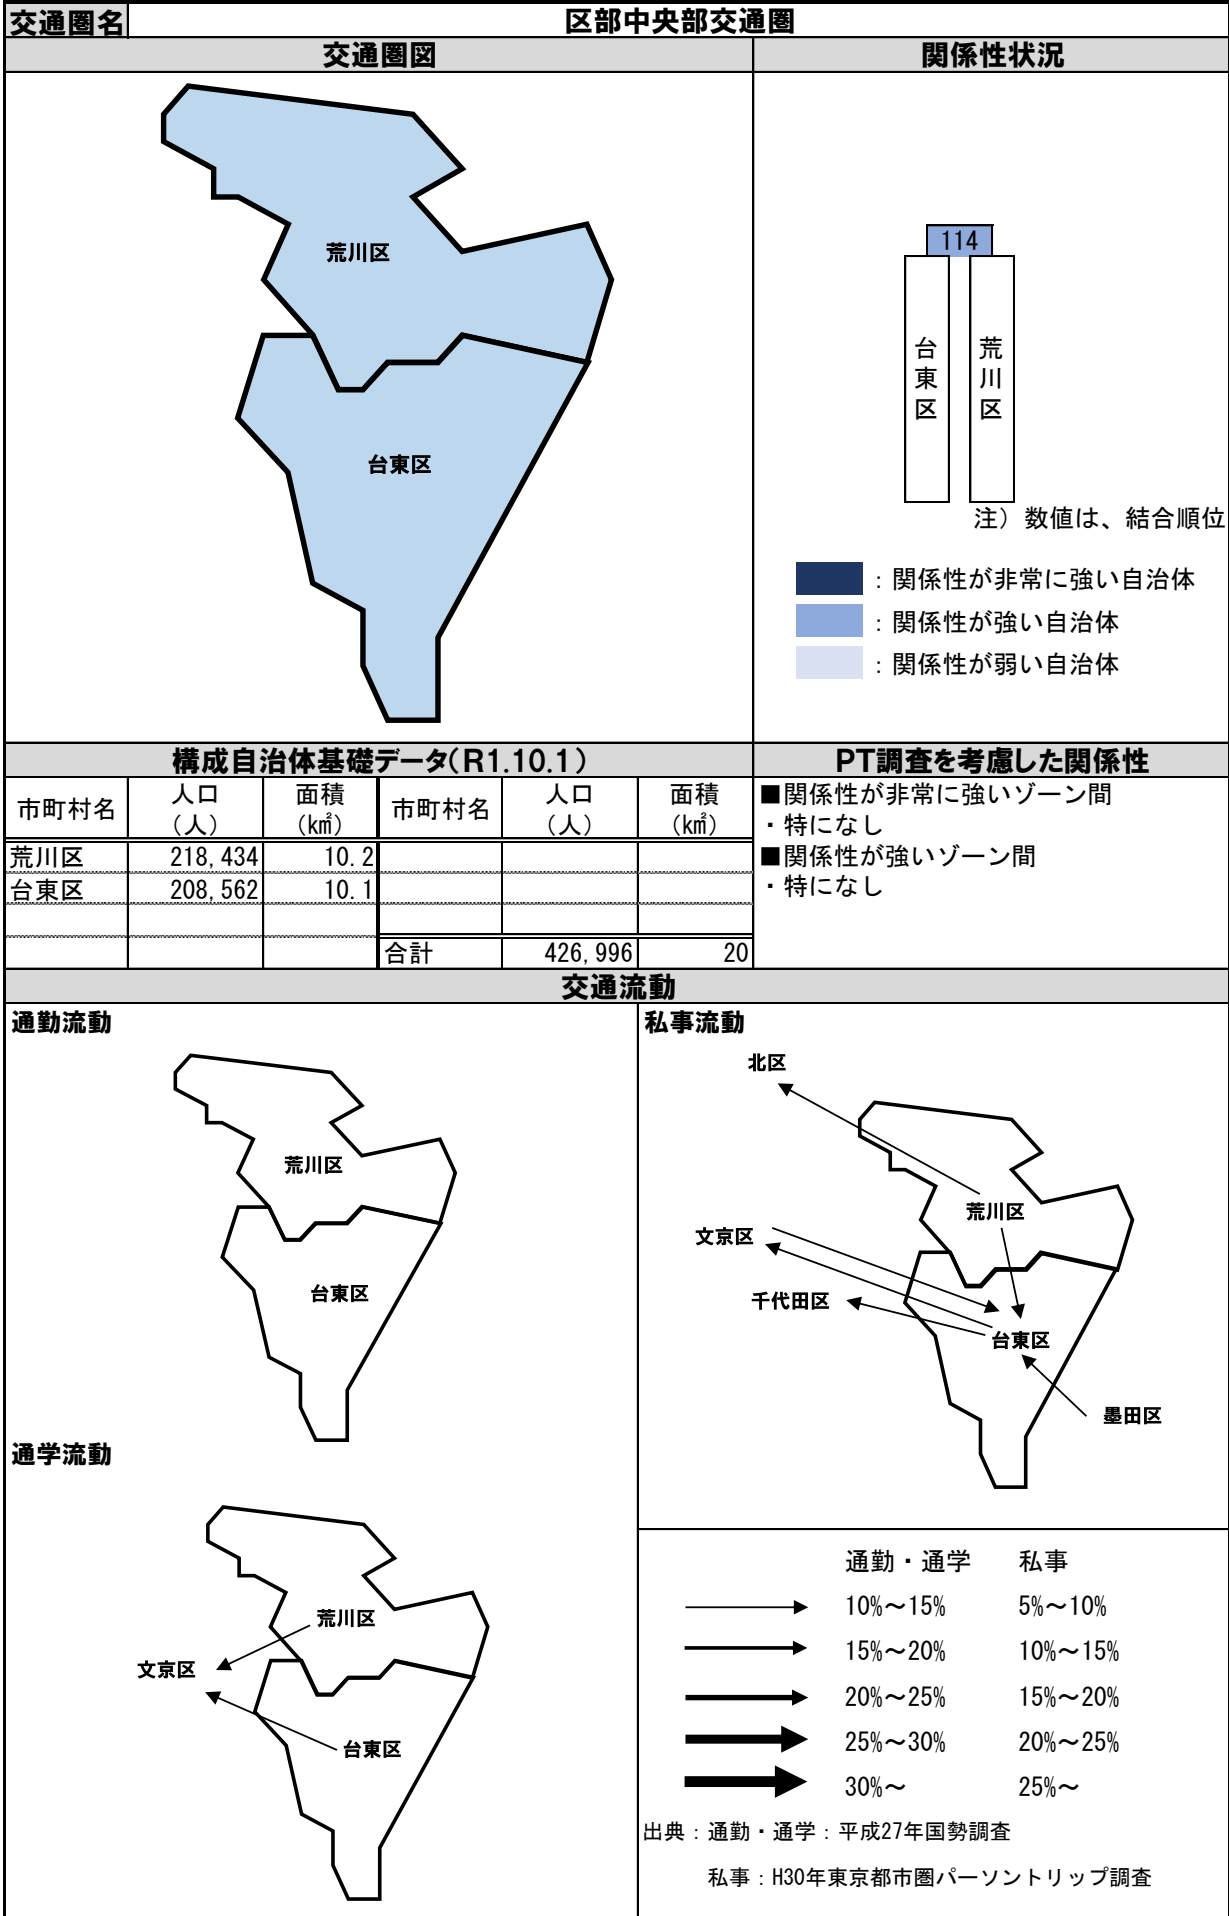 交通圏名
区部中央部交通圏
交通圏図
関係性状況
荒川区
台東区
114
台東区
荒川区
注）数値は、結合順位
：関係性が非常に強い自治体
：関係性が強い自治体
：関係性が弱い自治体
構成自治体基礎データ(R1.10.1)
PT調査を考慮した関係性
市町村名 人口（人） 面積（k㎡） 市町村名 人口（人） 面積（k㎡）
荒川区 218,434 10.2
台東区 208,562 10.1
合計 426,996 20
■関係性が非常に強いゾーン間
・特になし
■関係性が強いゾーン間
・特になし
交通流動
通勤流動
荒川区
台東区
通学流動
荒川区
文京区
台東区
私事流動
北区
荒川区
文京区
千代田区
台東区
墨田区
通勤・通学 私事
10%～15% 5%～10%
15%～20% 10%～15%
20%～25% 15%～20%
25%～30% 20%～25%
30%～ 25%～
出典：通勤・通学：平成27年国勢調査
私事：H30年東京都市圏パーソントリップ調査